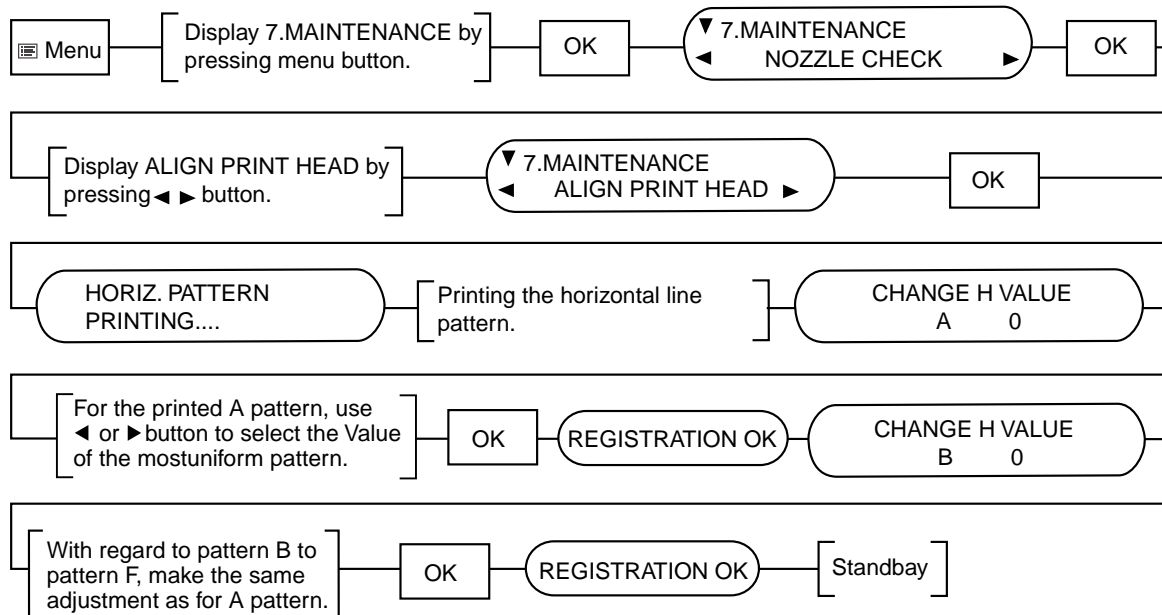 Menu
Display 7.MAINTENANCE by
pressing menu button.
OK
▼ 7.MAINTENANCE
◀ NOZZLE CHECK ▶
OK
Display ALIGN PRINT HEAD by
pressing ◀ ▶ button.
▼ 7.MAINTENANCE
◀ ALIGN PRINT HEAD ▶
OK
HORIZ. PATTERN
PRINTING....
Printing the horizontal line
pattern.
CHANGE H VALUE
A 0
For the printed A pattern, use
◀ or ▶ button to select the Value
of the mostuniform pattern.
OK
REGISTRATION OK
CHANGE H VALUE
B 0
With regard to pattern B to
pattern F, make the same
adjustment as for A pattern.
OK
REGISTRATION OK
Standbay